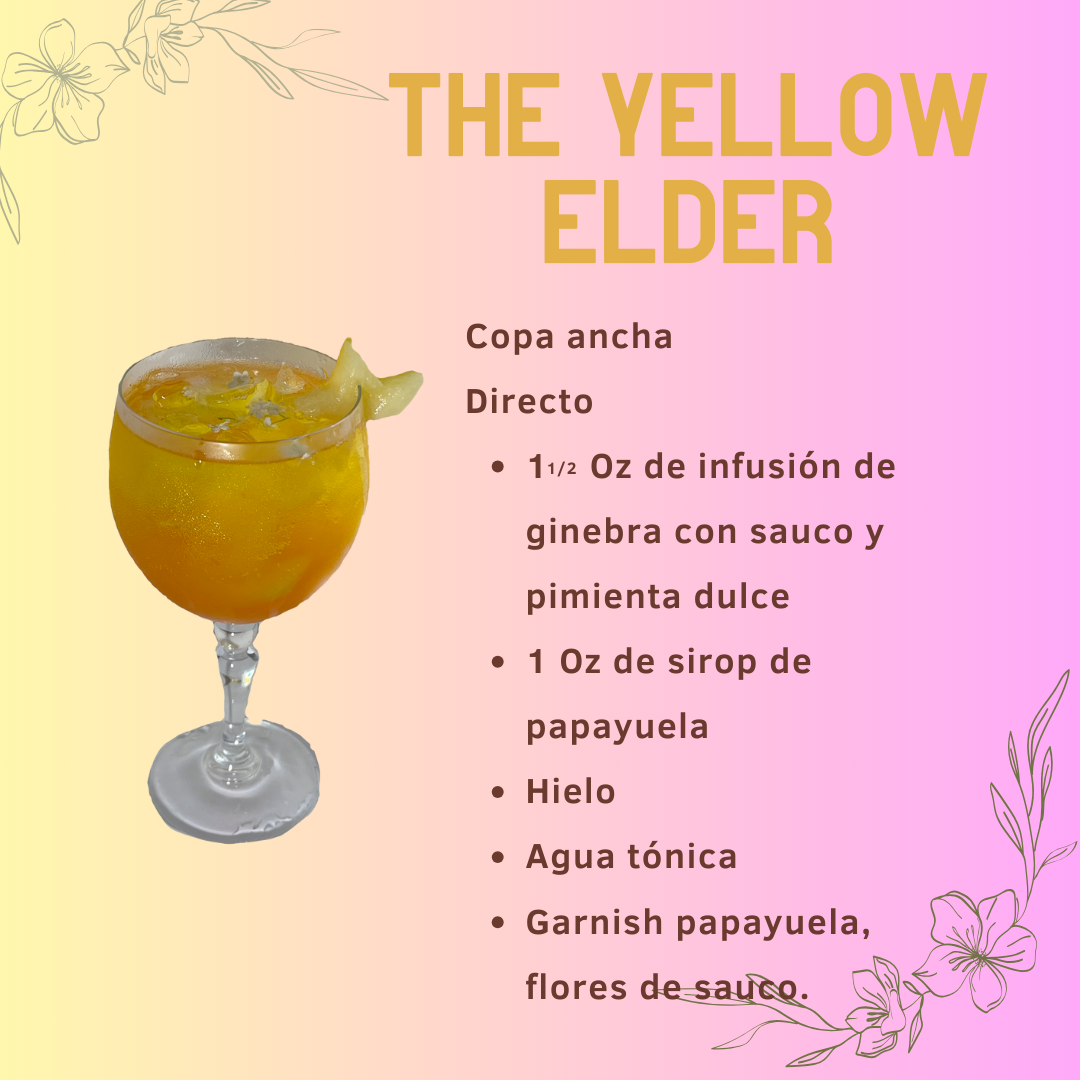 THE YELLOW
ELDER
Copa ancha
Directo
• 1 1/2 Oz de infusión de
ginebra con sauco y
pimienta dulce
• 1 Oz de sirop de
papayuela
• Hielo
• Agua tónica
• Garnish papayuela,
flores de sauco.